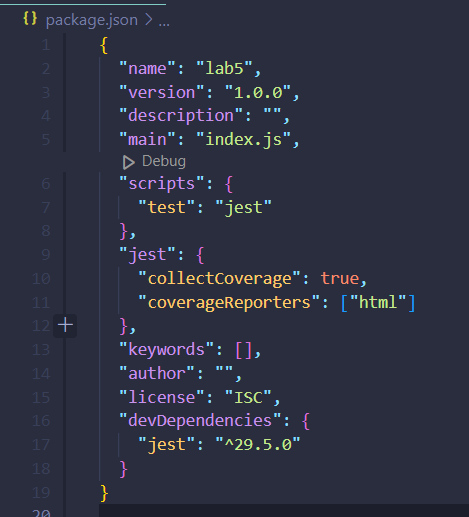 {} package.json > ...
1 {
2 "name": "lab5",
3 "version": "1.0.0",
4 "description": "",
5 "main": "index.js",
Debug
6 "scripts": {
7 "test": "jest"
8 },
9 "jest": {
10 "collectCoverage": true,
11 "coverageReporters": ["html"]
12 },
13 "keywords": [],
14 "author": "",
15 "license": "ISC",
16 "devDependencies": {
17 "jest": "^29.5.0"
18 }
19 }
20